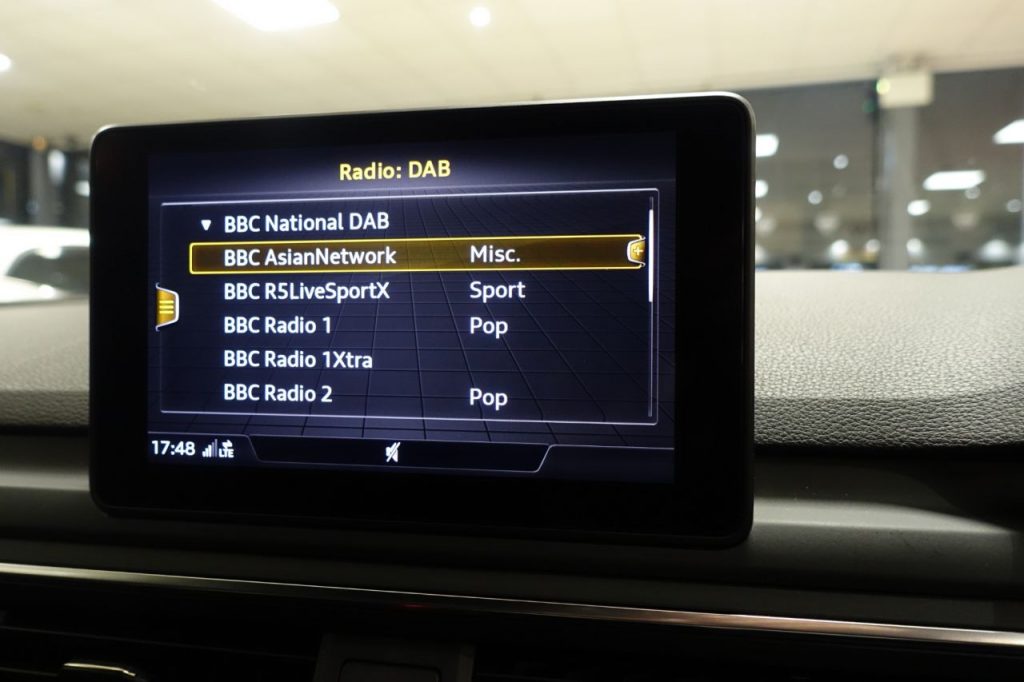 Radio: DAB
BBC National DAB
BBC AsianNetwork Misc.
BBC R5LiveSportX Sport
BBC Radio 1 Pop
BBC Radio 1Xtra
BBC Radio 2 Pop
17:48 LTE